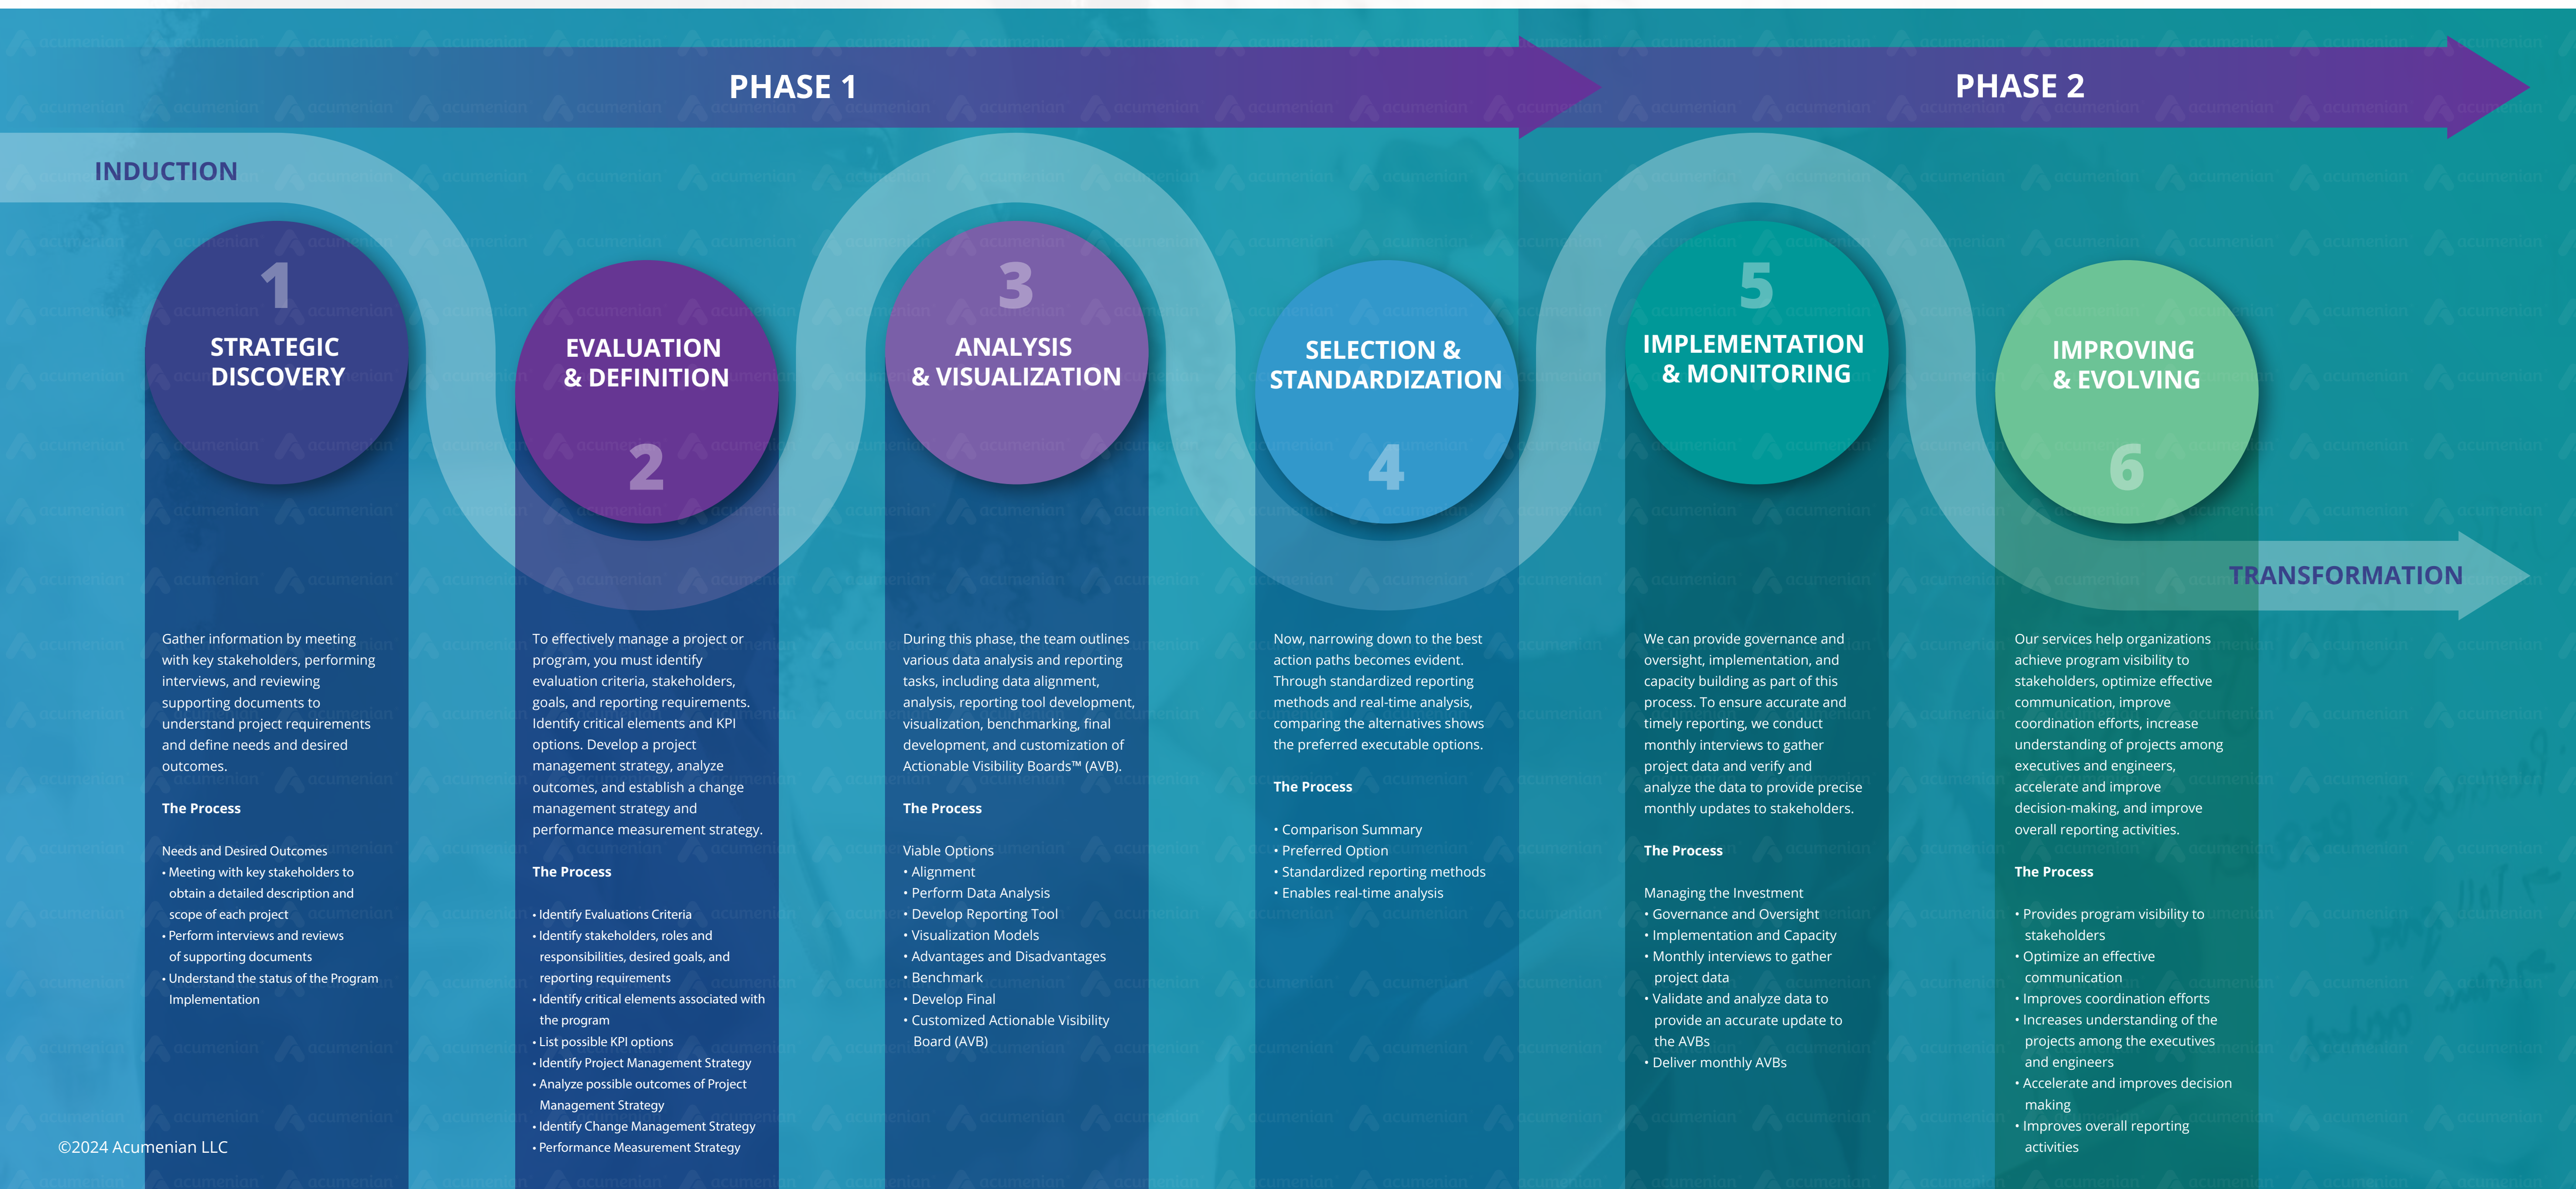 PHASE 1
PHASE 2
INDUCTION
1
STRATEGIC
DISCOVERY
Gather information by meeting
with key stakeholders, performing
interviews, and reviewing
supporting documents to
understand project requirements
and define needs and desired
outcomes.
The Process
Needs and Desired Outcomes
• Meeting with key stakeholders to
obtain a detailed description and
scope of each project
• Perform interviews and reviews
of supporting documents
• Understand the status of the Program
Implementation
EVALUATION
& DEFINITION
2
To effectively manage a project or
program, you must identify
evaluation criteria, stakeholders,
goals, and reporting requirements.
Identify critical elements and KPI
options. Develop a project
management strategy, analyze
outcomes, and establish a change
management strategy and
performance measurement strategy.
The Process
• Identify Evaluations Criteria
• Identify stakeholders, roles and
responsibilities, desired goals, and
reporting requirements
• Identify critical elements associated with
the program
• List possible KPI options
• Identify Project Management Strategy
• Analyze possible outcomes of Project
Management Strategy
• Identify Change Management Strategy
• Performance Measurement Strategy
3
ANALYSIS
& VISUALIZATION
During this phase, the team outlines
various data analysis and reporting
tasks, including data alignment,
analysis, reporting tool development,
visualization, benchmarking, final
development, and customization of
Actionable Visibility Boards™ (AVB).
The Process
Viable Options
• Alignment
• Perform Data Analysis
• Develop Reporting Tool
• Visualization Models
• Advantages and Disadvantages
• Benchmark
• Develop Final
• Customized Actionable Visibility
Board (AVB)
SELECTION &
STANDARDIZATION
4
Now, narrowing down to the best
action paths becomes evident.
Through standardized reporting
methods and real-time analysis,
comparing the alternatives shows
the preferred executable options.
The Process
• Comparison Summary
• Preferred Option
• Standardized reporting methods
• Enables real-time analysis
5
IMPLEMENTATION
& MONITORING
We can provide governance and
oversight, implementation, and
capacity building as part of this
process. To ensure accurate and
timely reporting, we conduct
monthly interviews to gather
project data and verify and
analyze the data to provide precise
monthly updates to stakeholders.
The Process
Managing the Investment
• Governance and Oversight
• Implementation and Capacity
• Monthly interviews to gather
project data
• Validate and analyze data to
provide an accurate update to
the AVBs
• Deliver monthly AVBs
IMPROVING
& EVOLVING
6
TRANSFORMATION
Our services help organizations
achieve program visibility to
stakeholders, optimize effective
communication, improve
coordination efforts, increase
understanding of projects among
executives and engineers,
accelerate and improve
decision-making, and improve
overall reporting activities.
The Process
• Provides program visibility to
stakeholders
• Optimize an effective
communication
• Improves coordination efforts
• Increases understanding of the
projects among the executives
and engineers
• Accelerate and improves decision
making
• Improves overall reporting
activities
©2024 Acumenian LLC